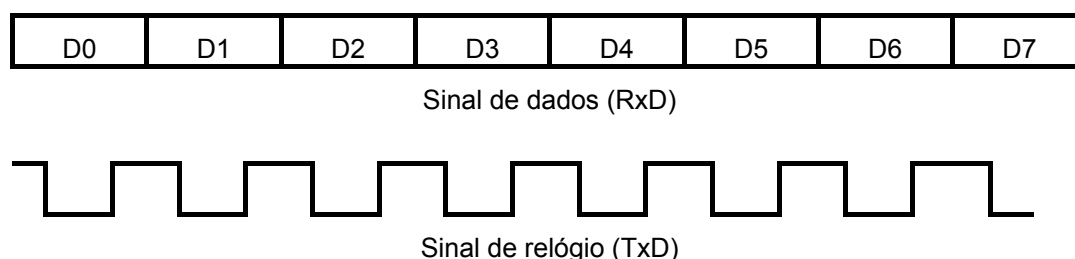 D0 D1 D2 D3 D4 D5 D6 D7
Sinal de dados (RxD)
Sinal de relógio (TxD)